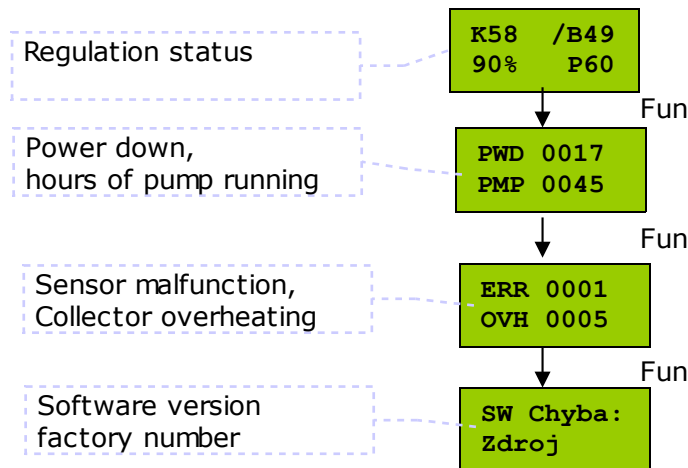 Regulation status
K58 /B49
90% P60
Fun
Power down,
hours of pump running
PWD 0017
PMP 0045
Fun
Sensor malfunction,
Collector overheating
ERR 0001
OVH 0005
Fun
Software version
factory number
SW Chyba:
Zdroj